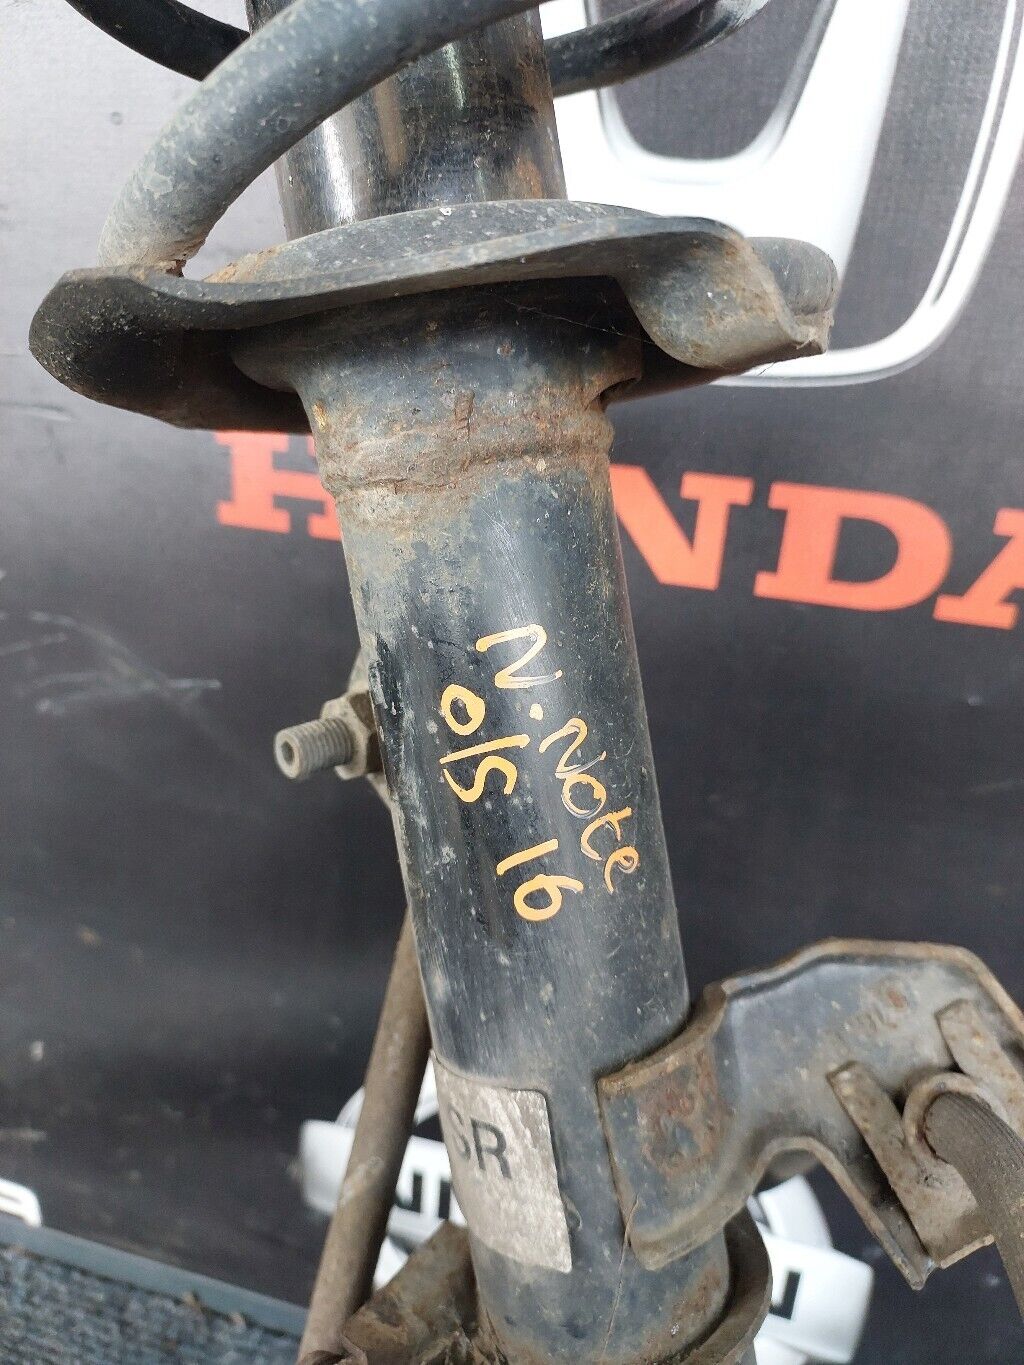 HONDA
N. Note
O/S 16
SR